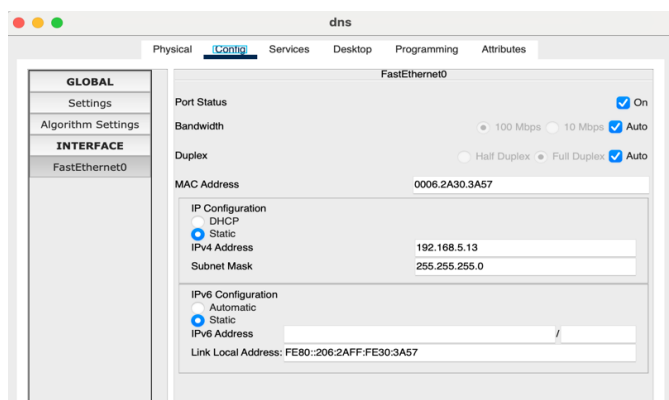 dns
Physical Config Services Desktop Programming Attributes
GLOBAL
Settings
Algorithm Settings
INTERFACE
FastEthernet0
FastEthernet0
Port Status On
Bandwidth 100 Mbps 10 Mbps Auto
Duplex Half Duplex Full Duplex Auto
MAC Address 0006.2A30.3A57
IP Configuration
DHCP
Static
IPv4 Address 192.168.5.13
Subnet Mask 255.255.255.0
IPv6 Configuration
Automatic
Static
IPv6 Address /
Link Local Address: FE80::206:2AFF:FE30:3A57